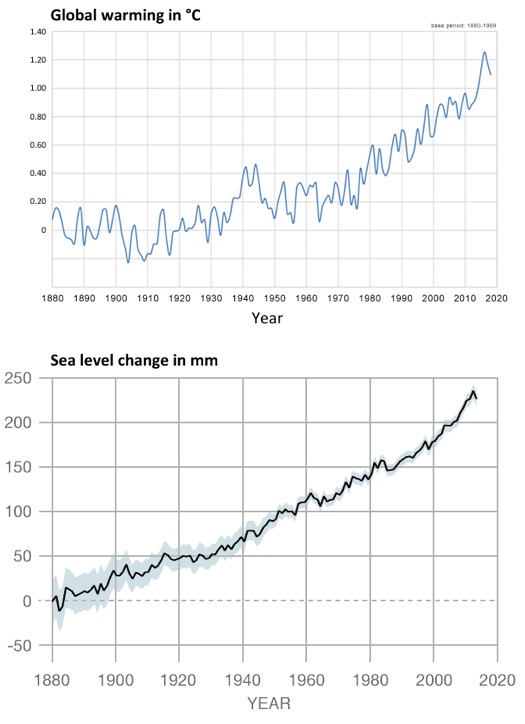 Global warming in °C
base period: 1880-1909
1.40
1.20
1.00
0.80
0.60
0.40
0.20
0
1880 1890 1900 1910 1920 1930 1940 1950 1960 1970 1980 1990 2000 2010 2020
Year
Sea level change in mm
250
200
150
100
50
0
-50
1880 1900 1920 1940 1960 1980 2000 2020
YEAR